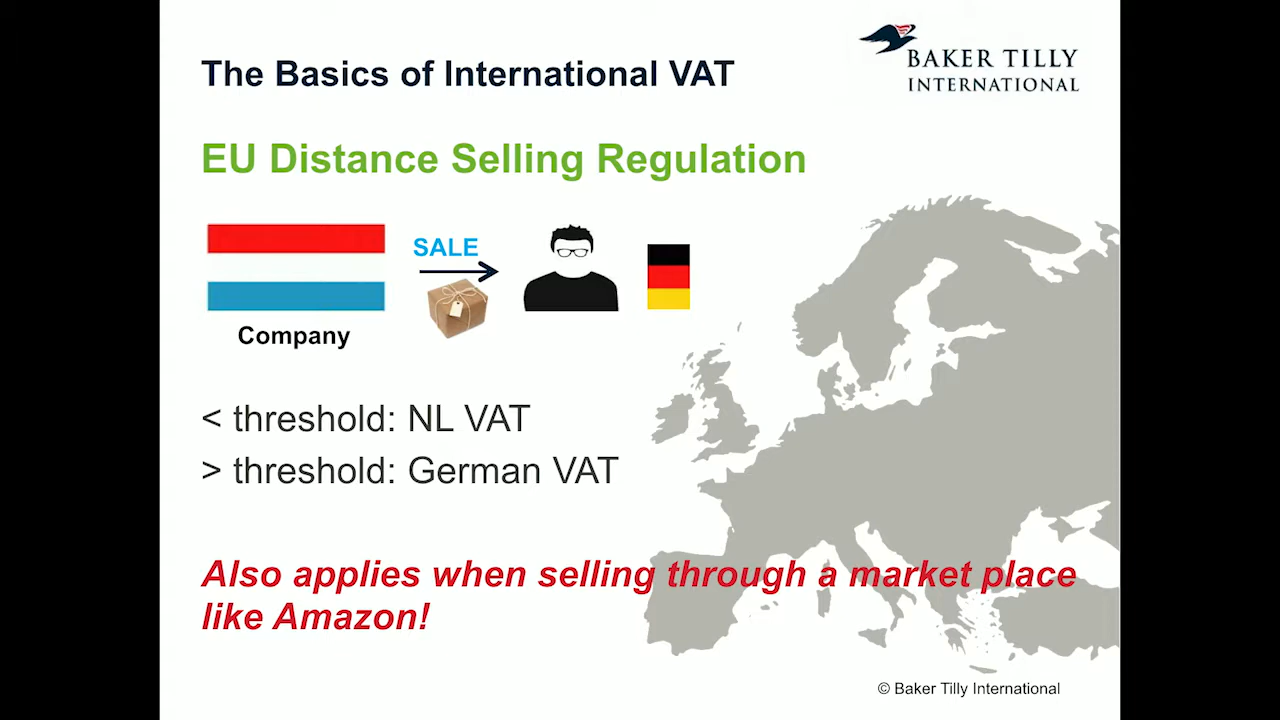 The Basics of International VAT
BAKER TILLY
INTERNATIONAL
EU Distance Selling Regulation
SALE
Company
< threshold: NL VAT
> threshold: German VAT
Also applies when selling through a market place
like Amazon!
© Baker Tilly International